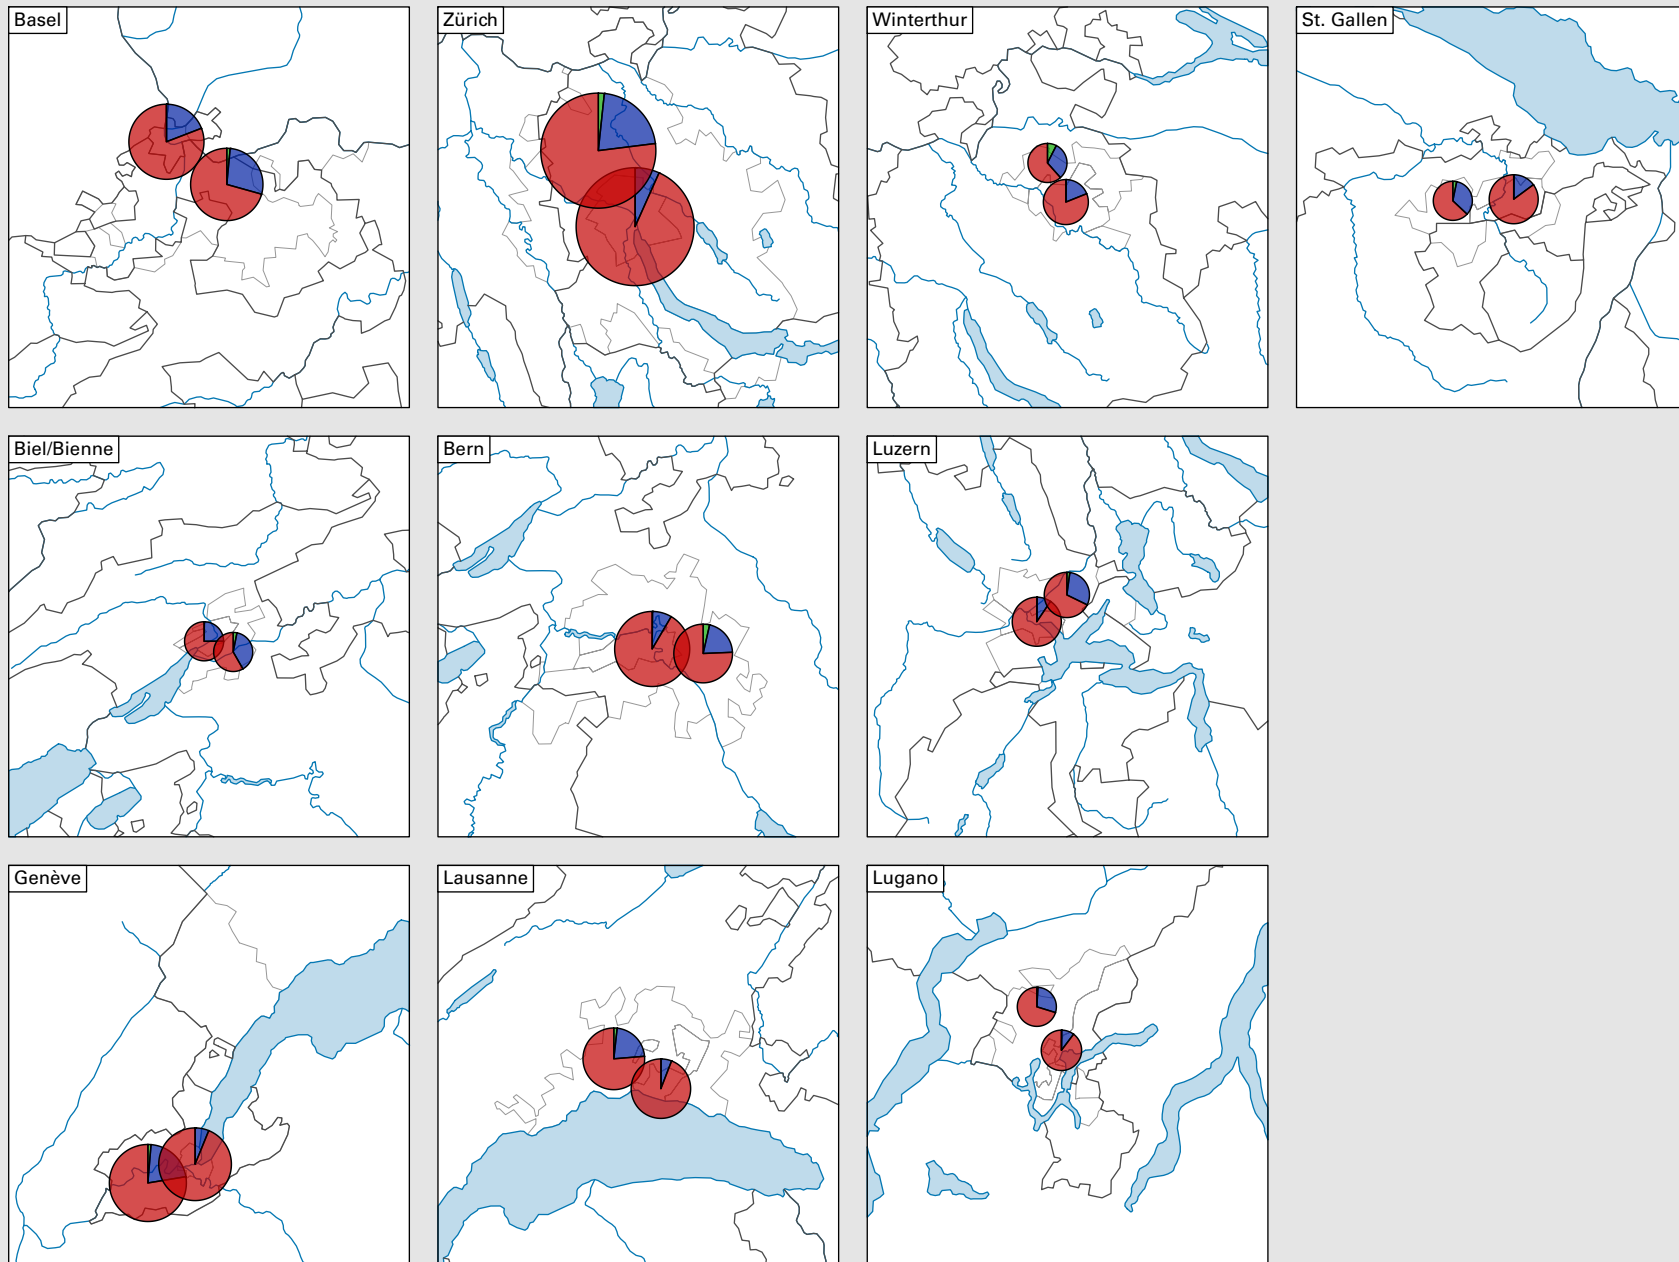 Basel
Zürich
Winterthur
St. Gallen
Biel/Bienne
Bern
Luzern
Genève
Lausanne
Lugano